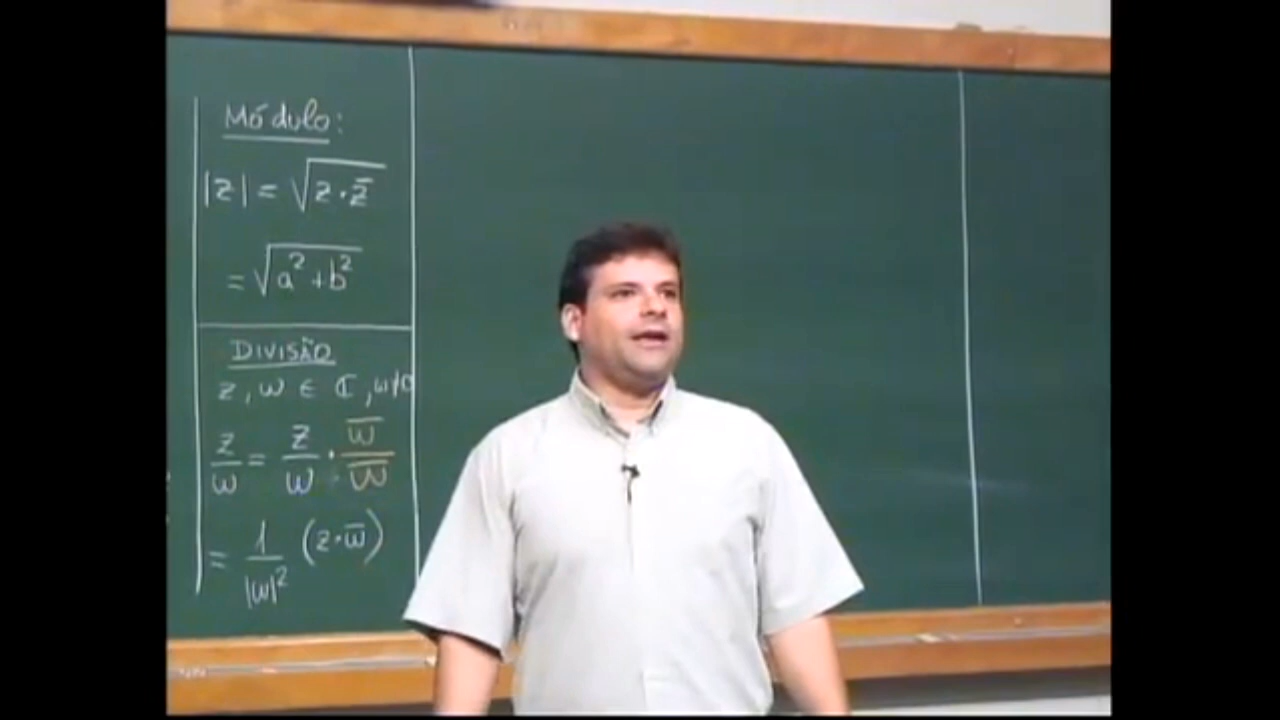 Módulo:
|z| = √z·z̄
= √a²+b²
DIVISÃO
z, w ∈ ℂ, w≠0
z/w = z/w · w̄/w̄
= 1/|w|² (z·w̄)